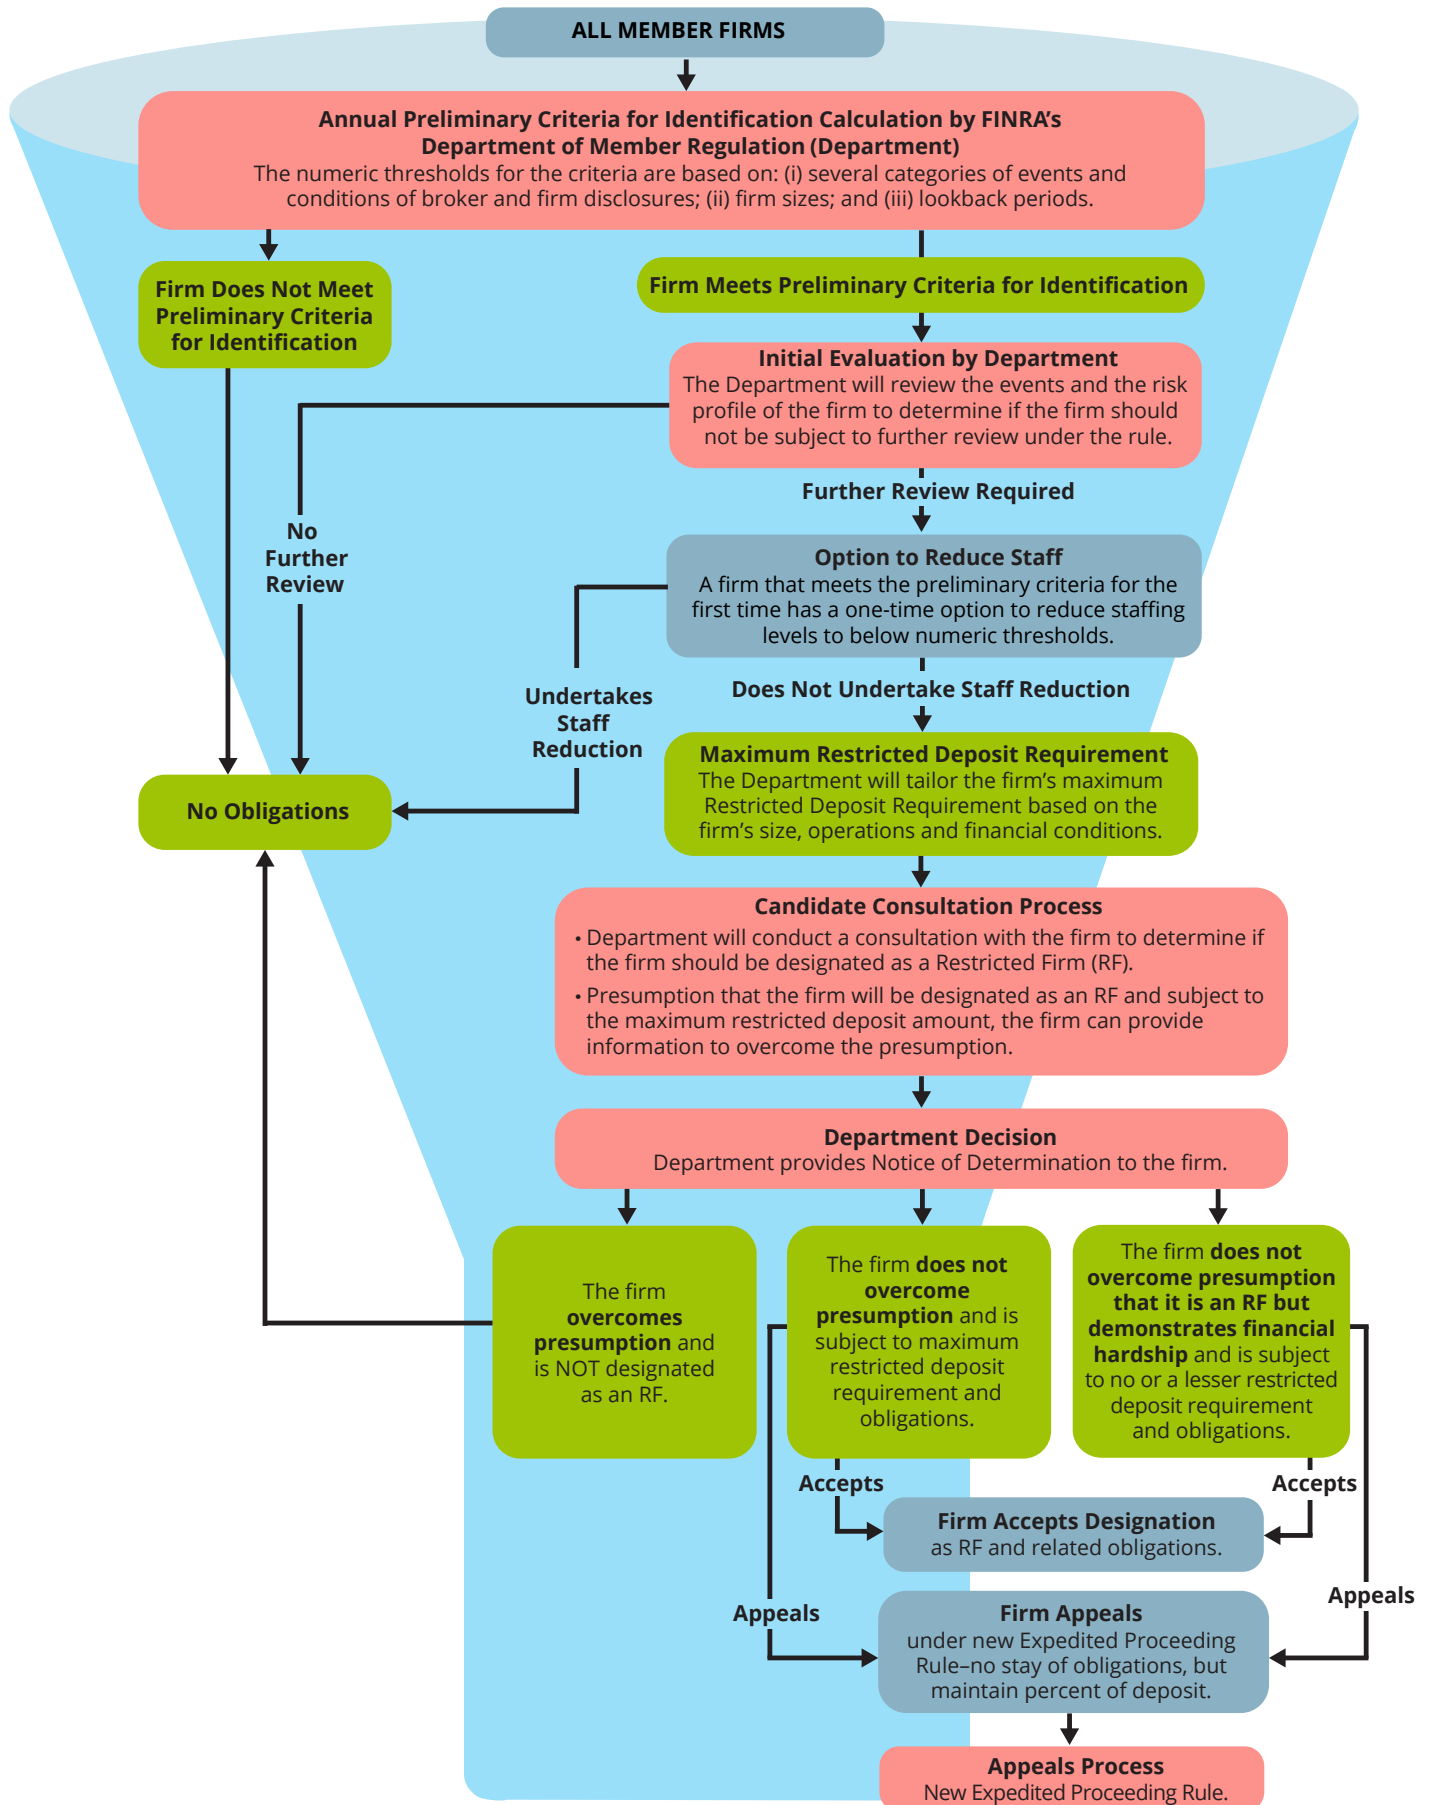 ALL MEMBER FIRMS
Annual Preliminary Criteria for Identification Calculation by FINRA's
Department of Member Regulation (Department)
The numeric thresholds for the criteria are based on: (i) several categories of events and
conditions of broker and firm disclosures; (ii) firm sizes; and (iii) lookback periods.
Firm Does Not Meet
Preliminary Criteria
for Identification
Firm Meets Preliminary Criteria for Identification
Initial Evaluation by Department
The Department will review the events and the risk
profile of the firm to determine if the firm should
not be subject to further review under the rule.
Further Review Required
No
Further
Review
Option to Reduce Staff
A firm that meets the preliminary criteria for the
first time has a one-time option to reduce staffing
levels to below numeric thresholds.
Undertakes
Staff
Reduction
Does Not Undertake Staff Reduction
Maximum Restricted Deposit Requirement
The Department will tailor the firm's maximum
Restricted Deposit Requirement based on the
firm's size, operations and financial conditions.
No Obligations
Candidate Consultation Process
• Department will conduct a consultation with the firm to determine if
the firm should be designated as a Restricted Firm (RF).
• Presumption that the firm will be designated as an RF and subject to
the maximum restricted deposit amount, the firm can provide
information to overcome the presumption.
Department Decision
Department provides Notice of Determination to the firm.
The firm
overcomes
presumption and
is NOT designated
as an RF.
The firm does not
overcome
presumption and is
subject to maximum
restricted deposit
requirement and
obligations.
The firm does not
overcome presumption
that it is an RF but
demonstrates financial
hardship and is subject
to no or a lesser restricted
deposit requirement
and obligations.
Accepts
Accepts
Firm Accepts Designation
as RF and related obligations.
Appeals
Appeals
Firm Appeals
under new Expedited Proceeding
Rule–no stay of obligations, but
maintain percent of deposit.
Appeals Process
New Expedited Proceeding Rule.